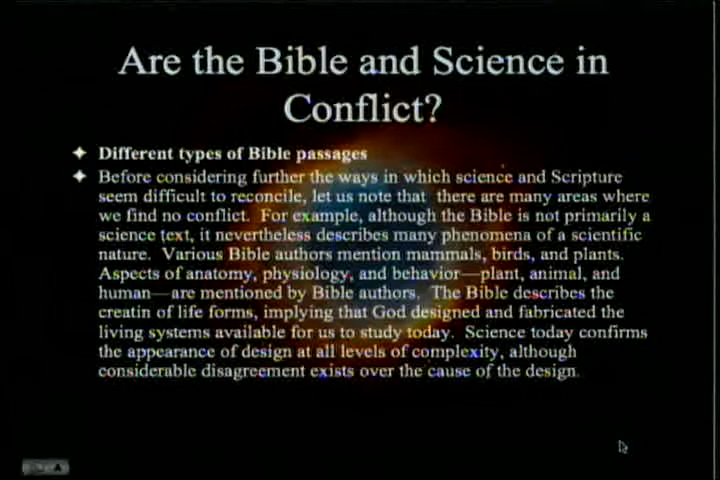 Are the Bible and Science in
Conflict?
Different types of Bible passages
Before considering further the ways in which science and Scripture
seem difficult to reconcile, let us note that there are many areas where
we find no conflict. For example, although the Bible is not primarily a
science text, it nevertheless describes many phenomena of a scientific
nature. Various Bible authors mention mammals, birds, and plants.
Aspects of anatomy, physiology, and behavior—plant, animal, and
human—are mentioned by Bible authors. The Bible describes the
creatin of life forms, implying that God designed and fabricated the
living systems available for us to study today. Science today confirms
the appearance of design at all levels of complexity, although
considerable disagreement exists over the cause of the design.